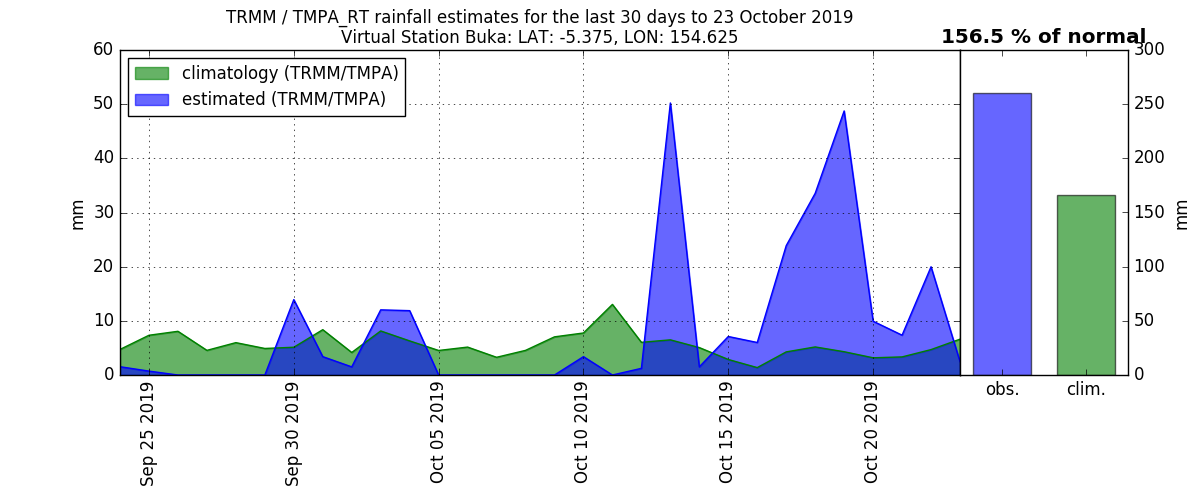 TRMM / TMPA_RT rainfall estimates for the last 30 days to 23 October 2019
Virtual Station Buka: LAT: -5.375, LON: 154.625
156.5 % of normal
climatology (TRMM/TMPA)
estimated (TRMM/TMPA)
60
50
40
30
20
10
0
mm
Sep 25 2019
Sep 30 2019
Oct 05 2019
Oct 10 2019
Oct 15 2019
Oct 20 2019
obs.
clim.
300
250
200
150
100
50
0
mm